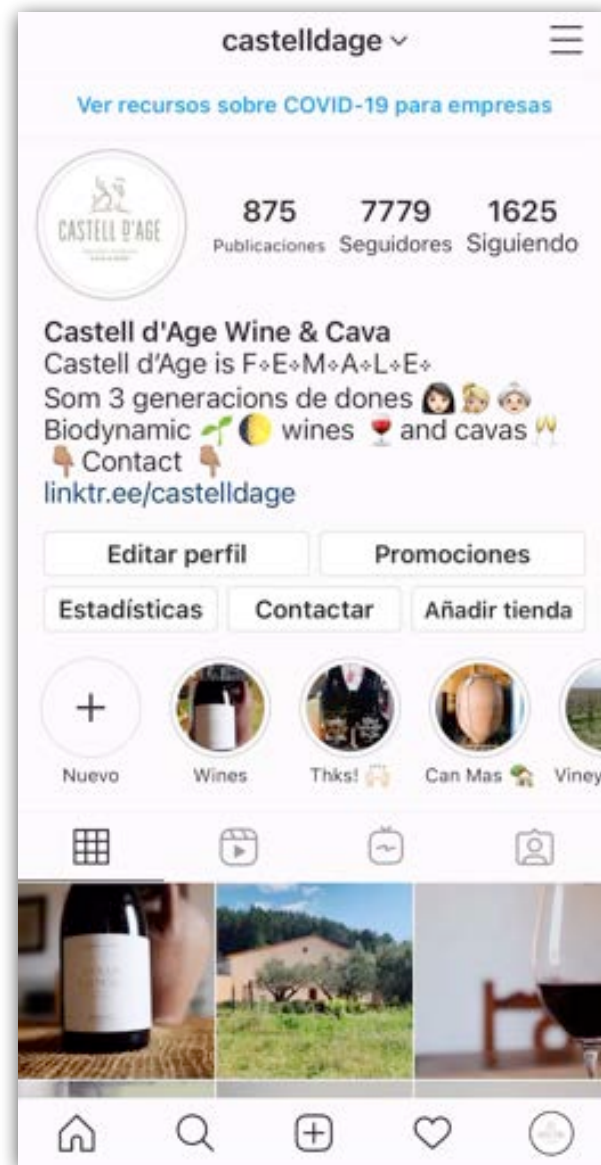 castelldage
Ver recursos sobre COVID-19 para empresas
CASTELL D'AGE
875 7779 1625
Publicaciones Seguidores Siguiendo
Castell d'Age Wine & Cava
Castell d'Age is F⋄E⋄M⋄A⋄L⋄E⋄
Som 3 generacions de dones 👩🏻👧🏼👵🏻
Biodynamic 🌱🌓 wines 🍷 and cavas 🥂
👇🏽 Contact 👇🏽
linktr.ee/castelldage
Editar perfil Promociones
Estadísticas Contactar Añadir tienda
Nuevo Wines Thks! 🙌🏻 Can Mas 🏡 Viney